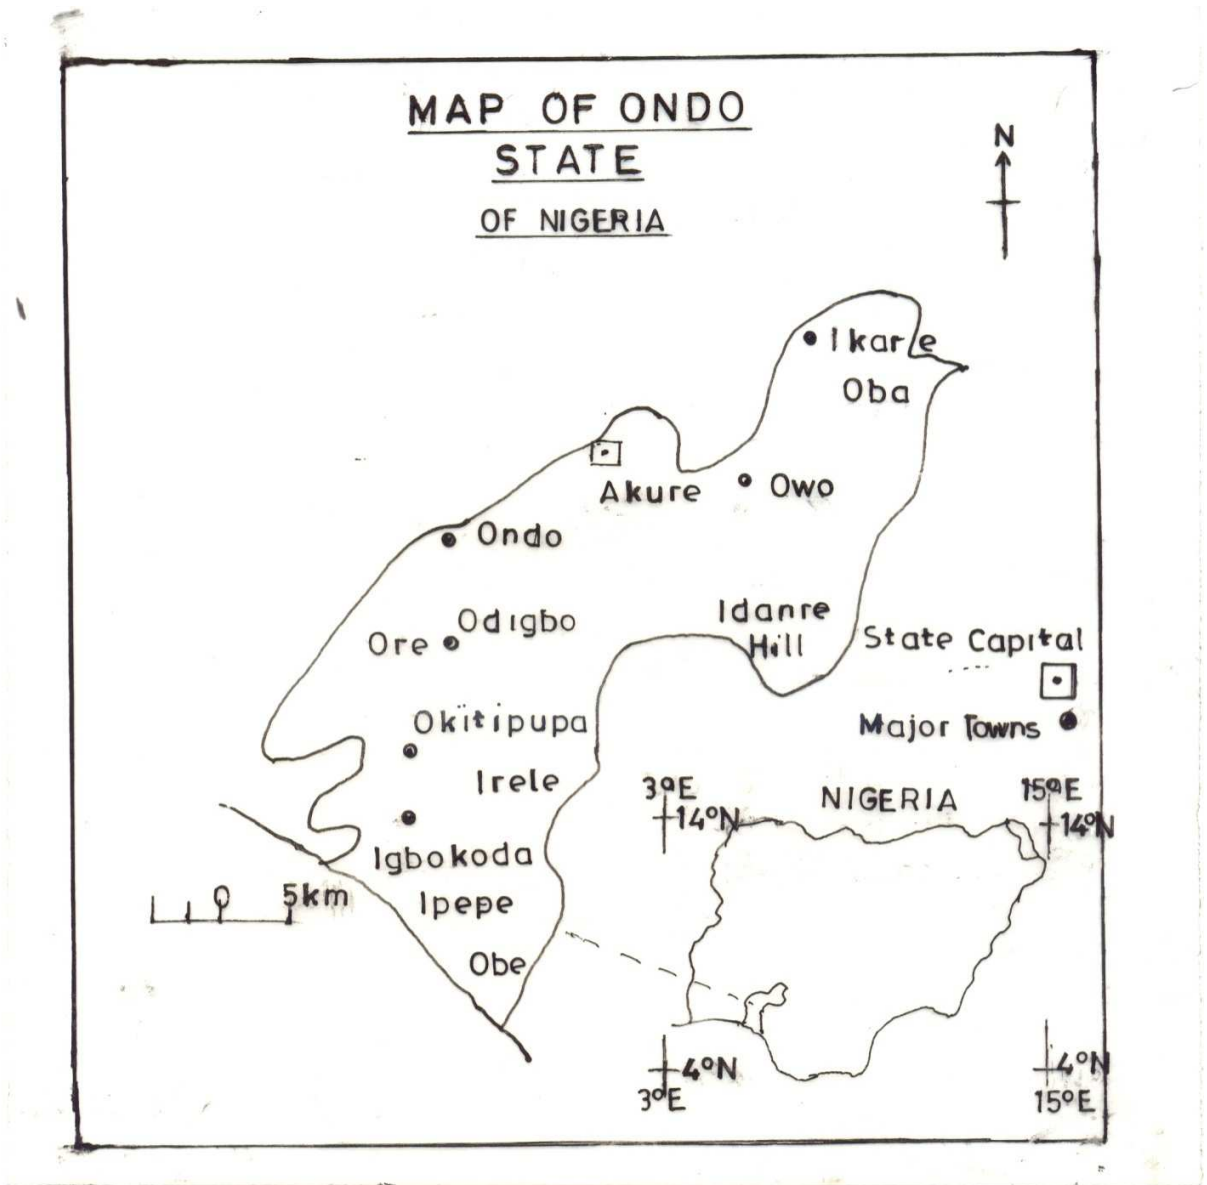 MAP OF ONDO
STATE
OF NIGERIA
N
Ikare
Oba
Akure
Owo
Ondo
Odigbo
Ore
Idanre
Hill
State Capital
Okitipupa
Major Towns
Irele
3°E
NIGERIA
15°E
14°N
14°N
Igbokoda
0 5km
Ipepe
Obe
4°N
4°N
3°E
15°E